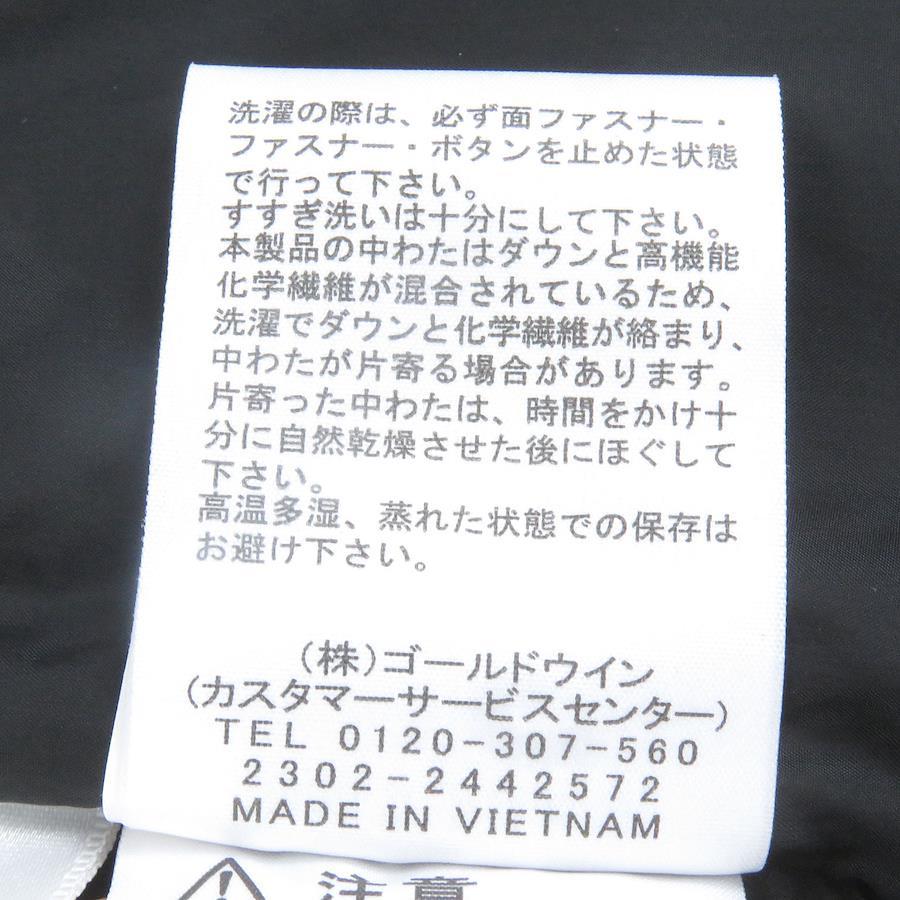 洗濯の際は、必ず面ファスナー・
ファスナー・ボタンを止めた状態
で行って下さい。
すすぎ洗いは十分にして下さい。
本製品の中わたはダウンと高機能
化学繊維が混合されているため、
洗濯でダウンと化学繊維が絡まり、
中わたが片寄る場合があります。
片寄った中わたは、時間をかけ十
分に自然乾燥させた後にほぐして
下さい。
高温多湿、蒸れた状態での保存は
お避け下さい。
(株)ゴールドウイン
(カスタマーサービスセンター)
TEL 0120-307-560
2302-2442572
MADE IN VIETNAM
注意